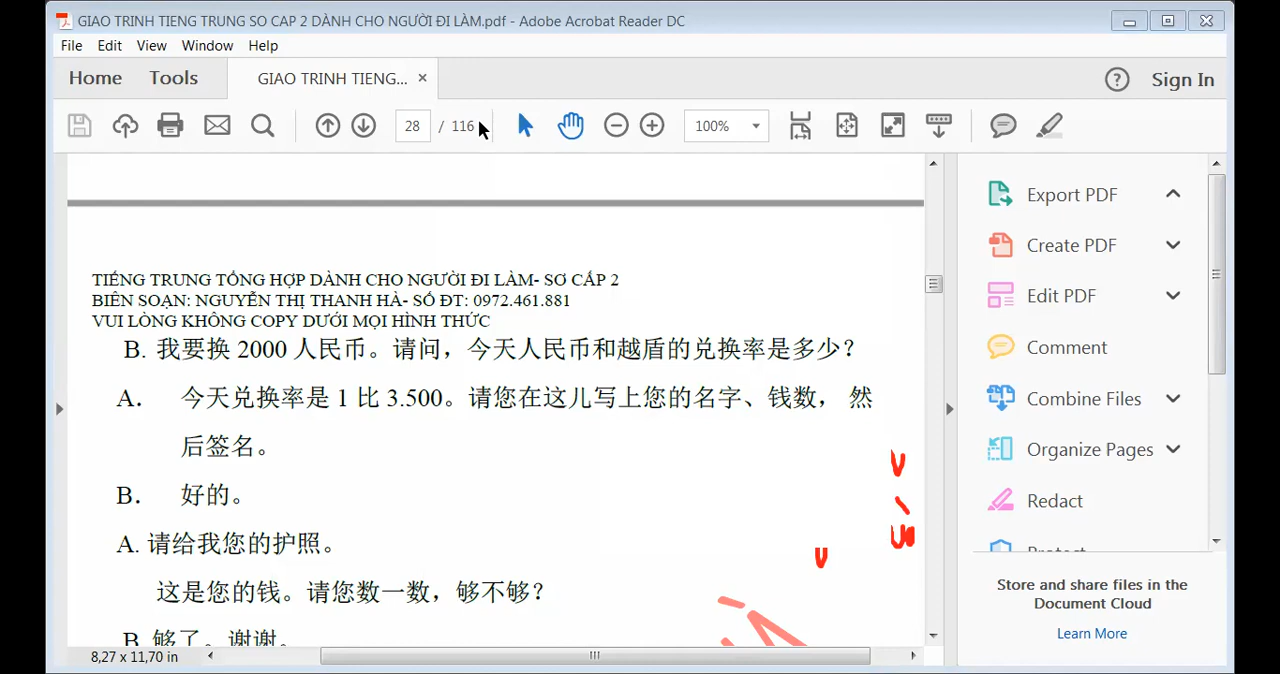 GIAO TRINH TIENG TRUNG SO CAP 2 DÀNH CHO NGƯỜI ĐI LÀM.pdf - Adobe Acrobat Reader DC
File Edit View Window Help
Home Tools GIAO TRINH TIENG... × ? Sign In
28 / 116 100%
TIẾNG TRUNG TỔNG HỢP DÀNH CHO NGƯỜI ĐI LÀM- SƠ CẤP 2
BIÊN SOẠN: NGUYỄN THỊ THANH HÀ- SỐ ĐT: 0972.461.881
VUI LÒNG KHÔNG COPY DƯỚI MỌI HÌNH THỨC
B. 我要换 2000 人民币。请问，今天人民币和越盾的兑换率是多少？
A. 今天兑换率是 1 比 3.500。请您在这儿写上您的名字、钱数， 然
后签名。
B. 好的。
A. 请给我您的护照。
这是您的钱。请您数一数，够不够？
B. 够了。谢谢。
8,27 x 11,70 in
Export PDF
Create PDF
Edit PDF
Comment
Combine Files
Organize Pages
Redact
Protect
Store and share files in the
Document Cloud
Learn More